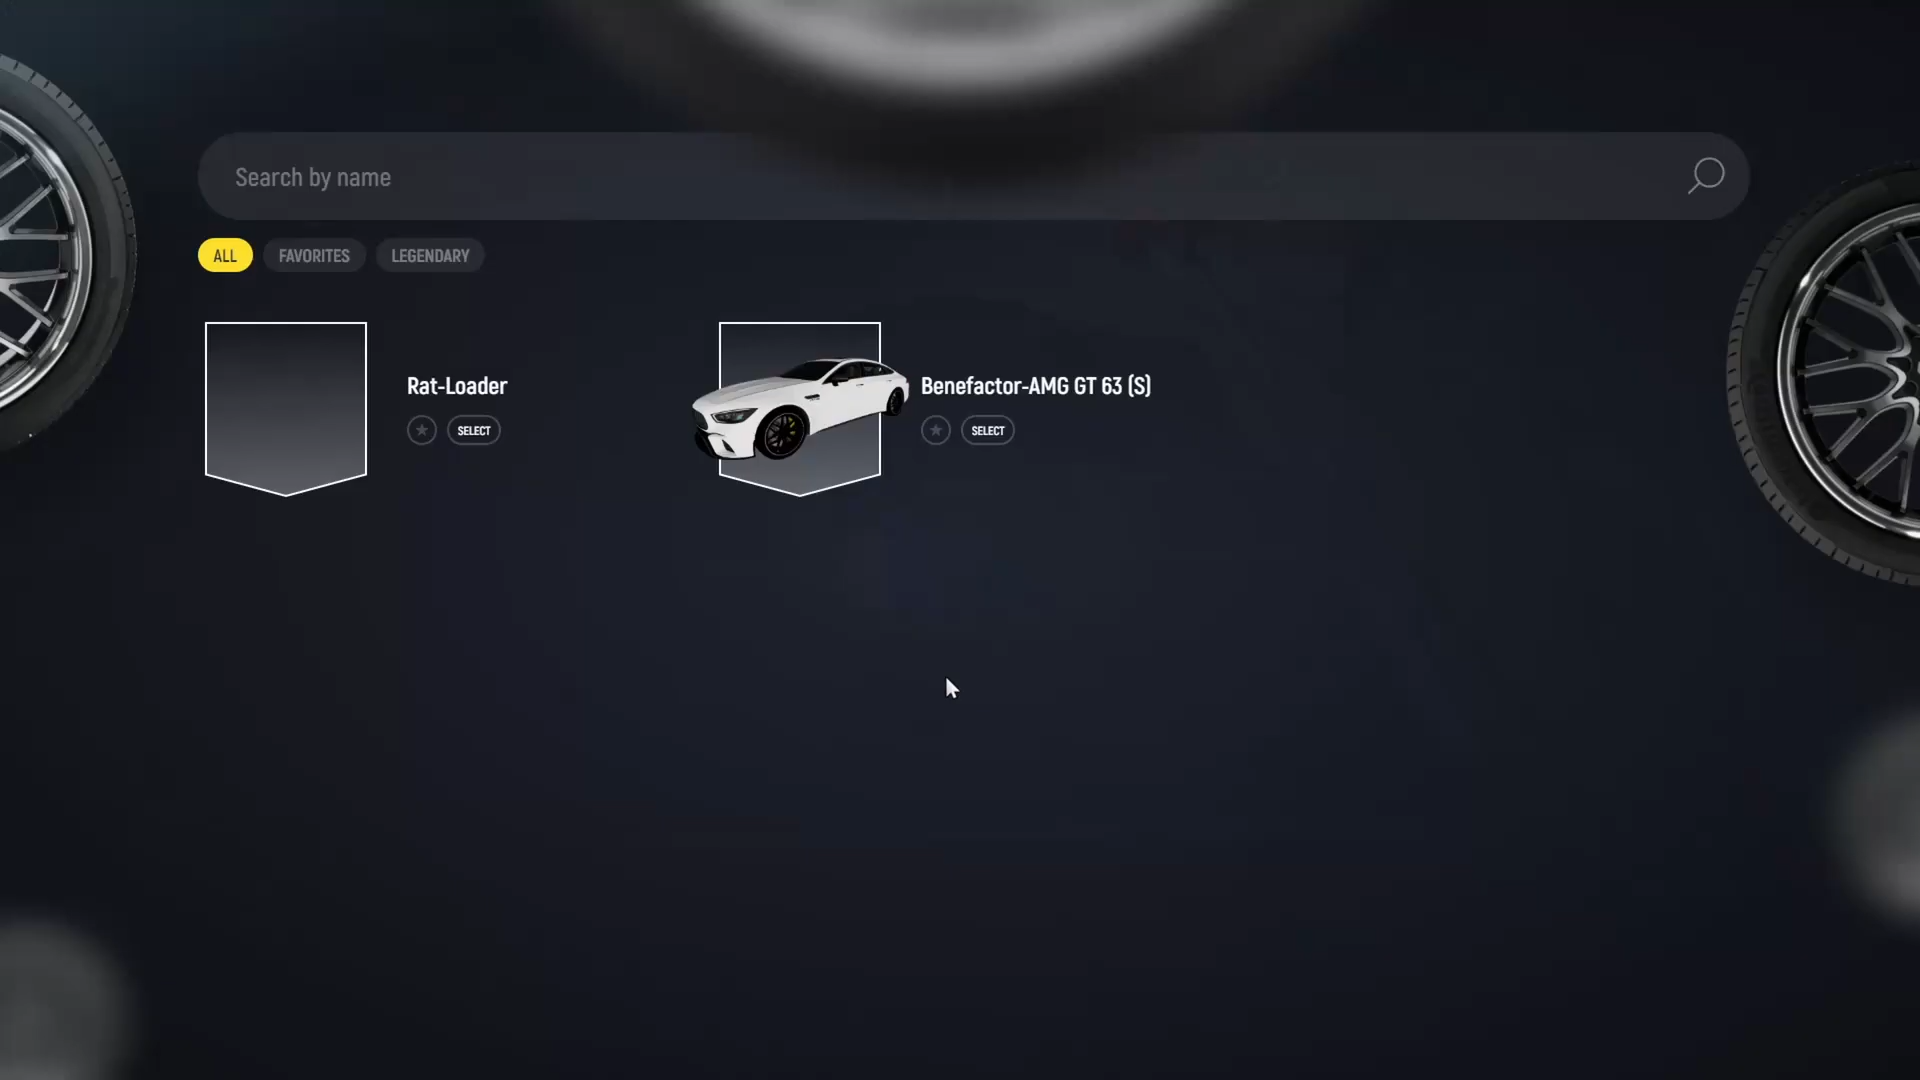 Search by name
ALL FAVORITES LEGENDARY
Rat-Loader
SELECT
Benefactor-AMG GT 63 (S)
SELECT